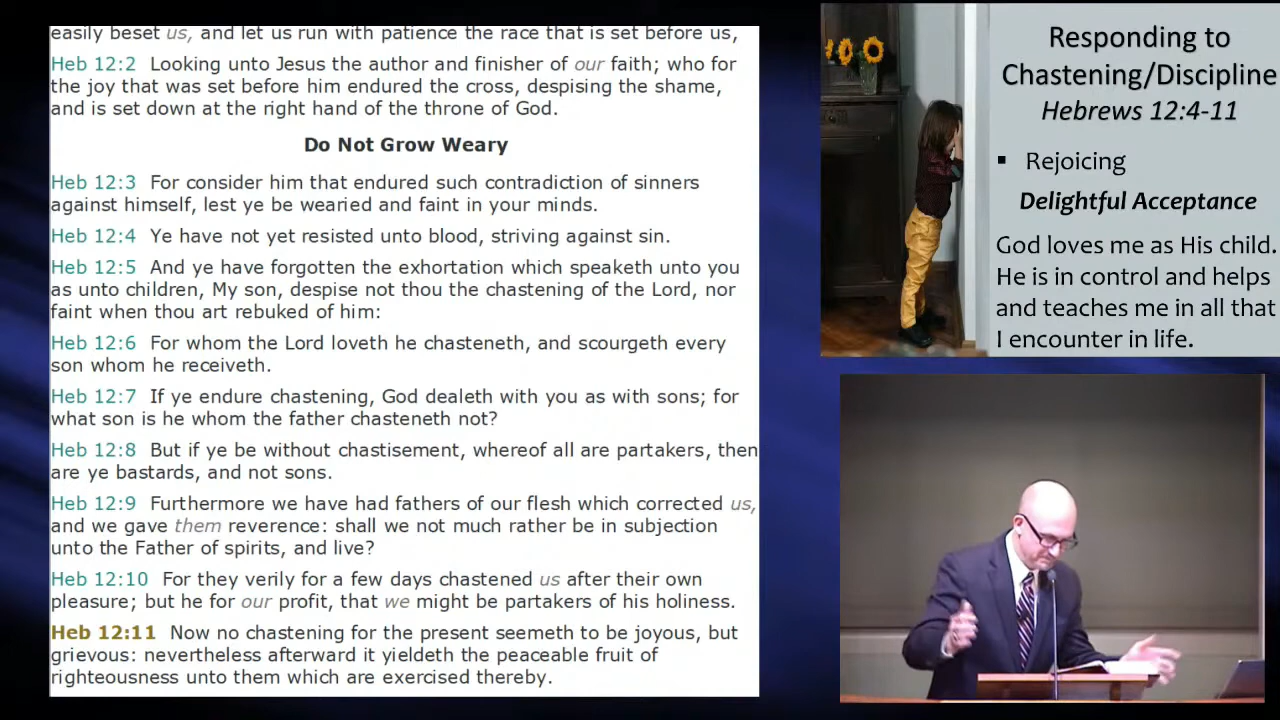 easily beset us, and let us run with patience the race that is set before us,
Heb 12:2 Looking unto Jesus the author and finisher of our faith; who for
the joy that was set before him endured the cross, despising the shame,
and is set down at the right hand of the throne of God.
Do Not Grow Weary
Heb 12:3 For consider him that endured such contradiction of sinners
against himself, lest ye be wearied and faint in your minds.
Heb 12:4 Ye have not yet resisted unto blood, striving against sin.
Heb 12:5 And ye have forgotten the exhortation which speaketh unto you
as unto children, My son, despise not thou the chastening of the Lord, nor
faint when thou art rebuked of him:
Heb 12:6 For whom the Lord loveth he chasteneth, and scourgeth every
son whom he receiveth.
Heb 12:7 If ye endure chastening, God dealeth with you as with sons; for
what son is he whom the father chasteneth not?
Heb 12:8 But if ye be without chastisement, whereof all are partakers, then
are ye bastards, and not sons.
Heb 12:9 Furthermore we have had fathers of our flesh which corrected us,
and we gave them reverence: shall we not much rather be in subjection
unto the Father of spirits, and live?
Heb 12:10 For they verily for a few days chastened us after their own
pleasure; but he for our profit, that we might be partakers of his holiness.
Heb 12:11 Now no chastening for the present seemeth to be joyous, but
grievous: nevertheless afterward it yieldeth the peaceable fruit of
righteousness unto them which are exercised thereby.
Responding to
Chastening/Discipline
Hebrews 12:4-11
▪ Rejoicing
Delightful Acceptance
God loves me as His child.
He is in control and helps
and teaches me in all that
I encounter in life.